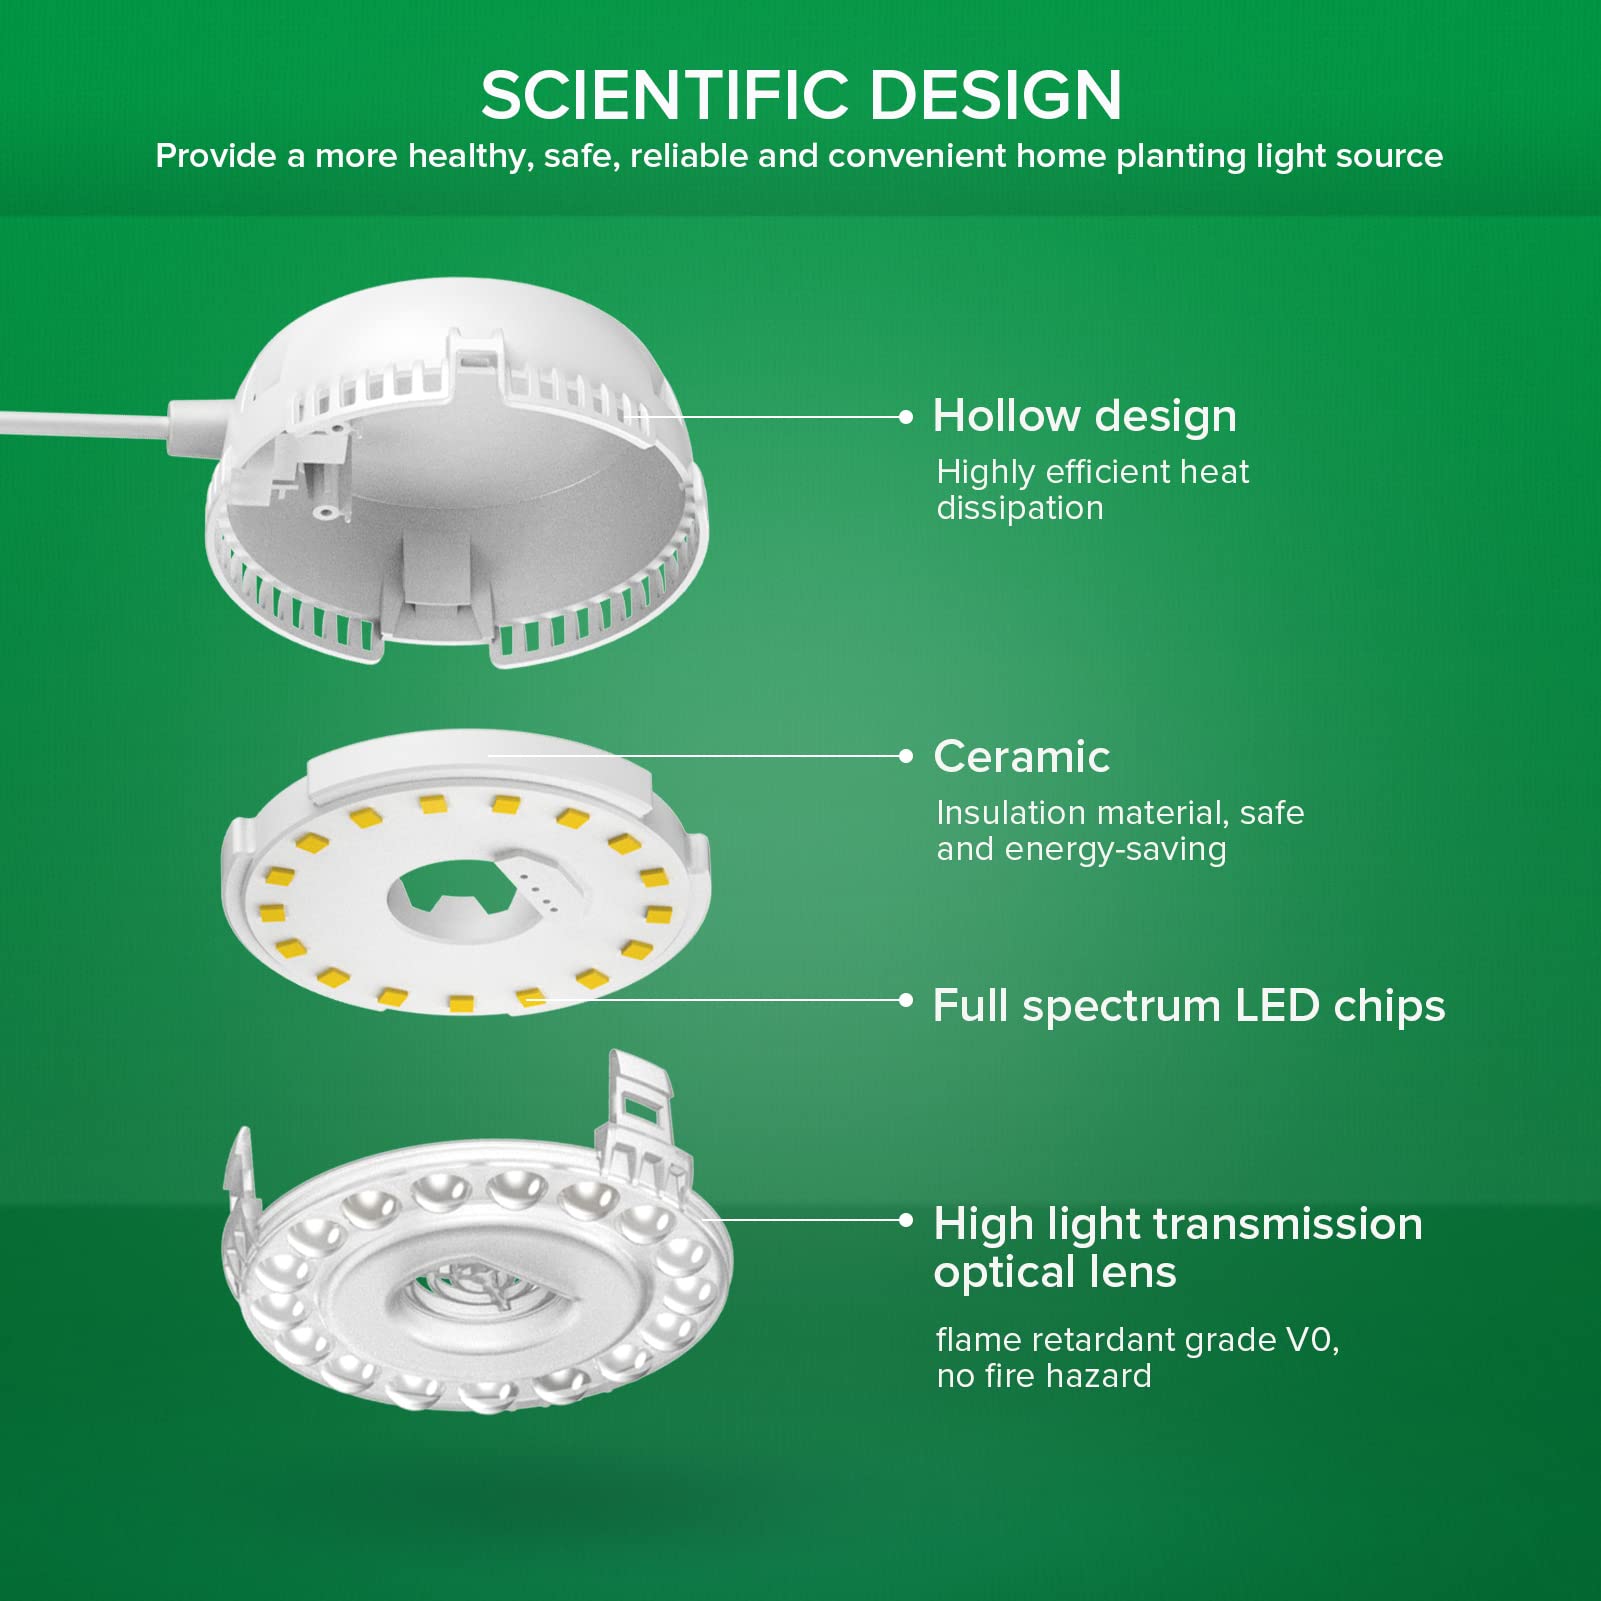 SCIENTIFIC DESIGN
Provide a more healthy, safe, reliable and convenient home planting light source
Hollow design
Highly efficient heat
dissipation
Ceramic
Insulation material, safe
and energy-saving
Full spectrum LED chips
High light transmission
optical lens
flame retardant grade V0,
no fire hazard